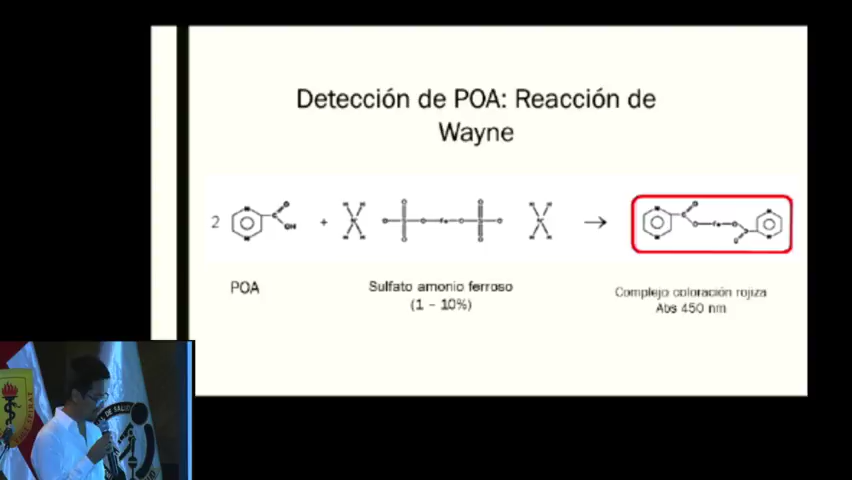 Detección de POA: Reacción de
Wayne
2
+
POA
Sulfato amonio ferroso
(1 - 10%)
Complejo coloración rojiza
Abs 450 nm